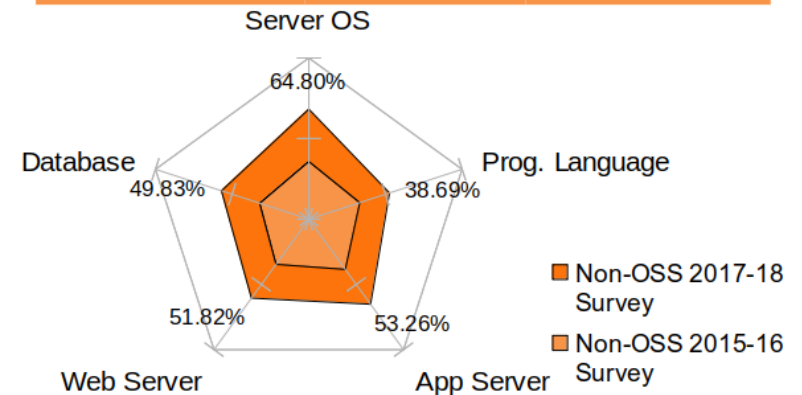 Server OS
64.80%
Database
49.83%
Prog. Language
38.69%
51.82%
53.26%
Web Server
App Server
Non-OSS 2017-18
Survey
Non-OSS 2015-16
Survey